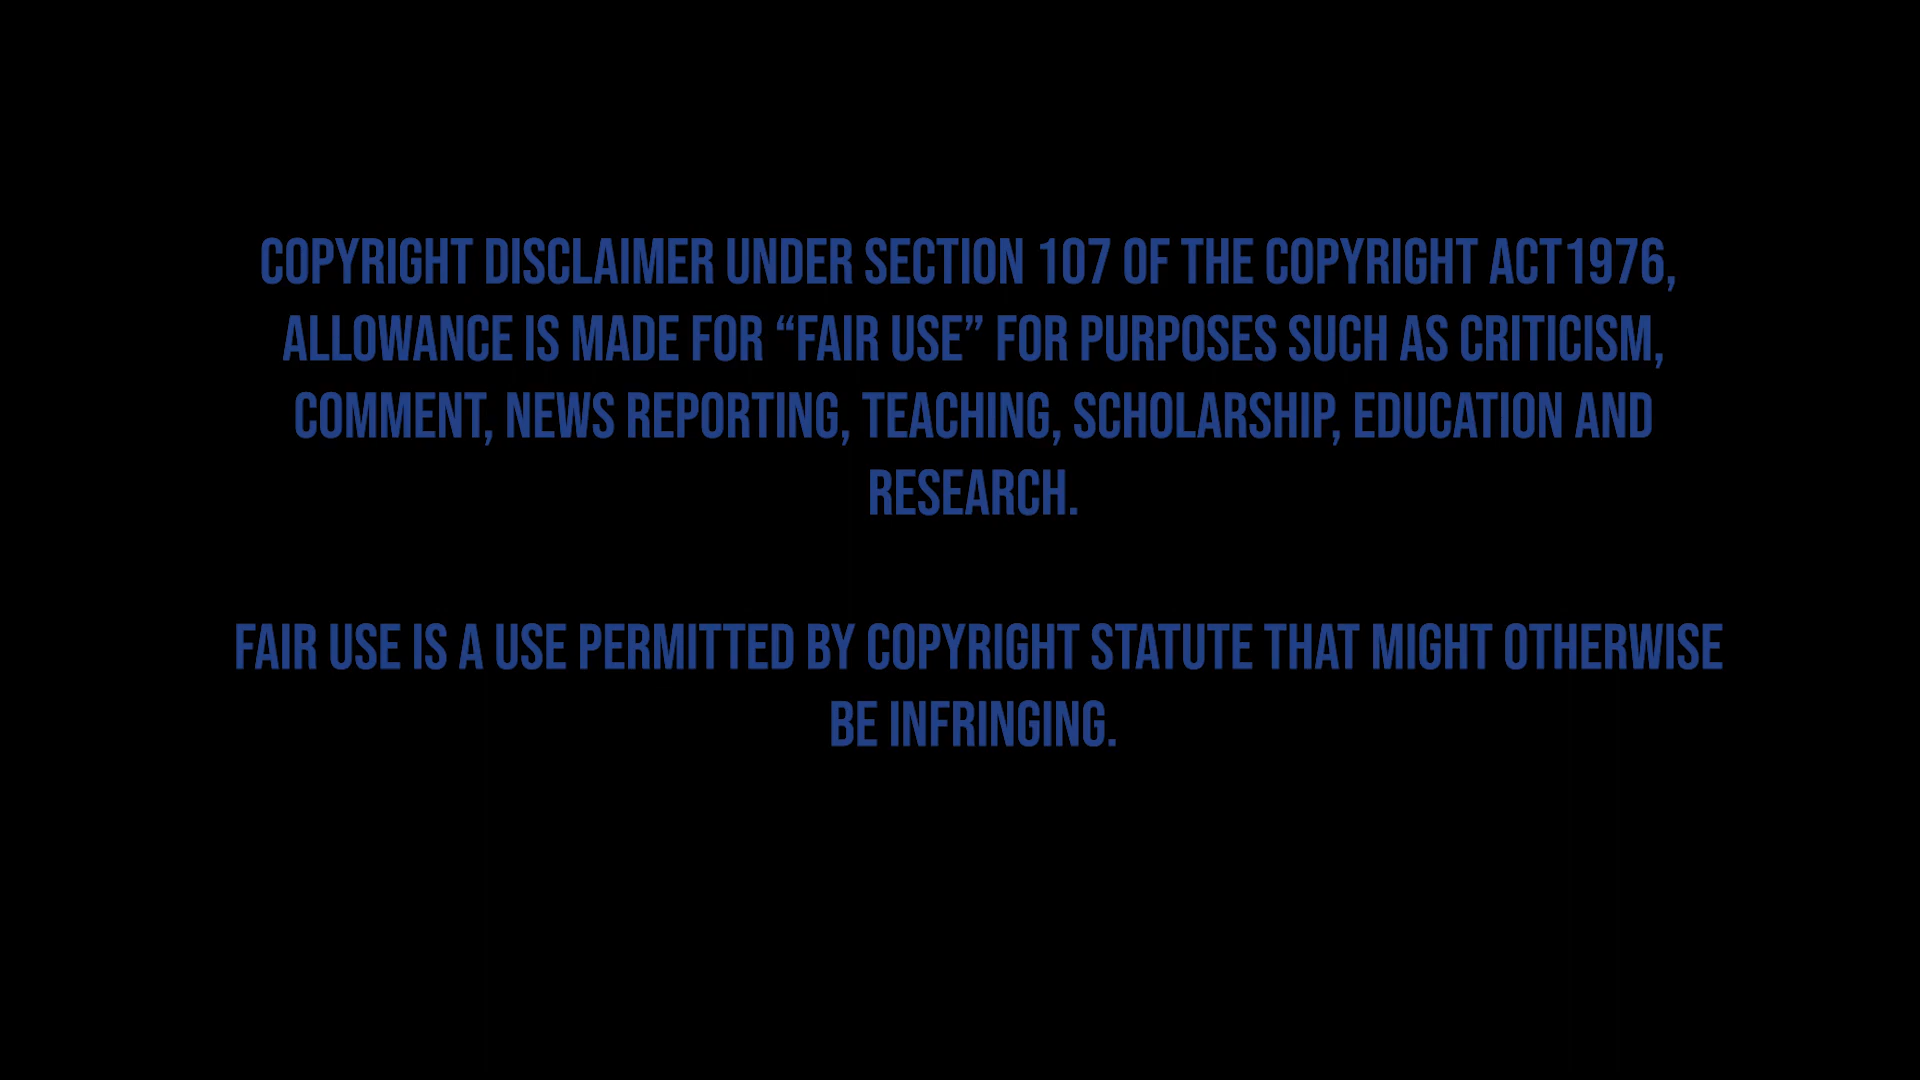 COPYRIGHT DISCLAIMER UNDER SECTION 107 OF THE COPYRIGHT ACT1976,
ALLOWANCE IS MADE FOR “FAIR USE” FOR PURPOSES SUCH AS CRITICISM,
COMMENT, NEWS REPORTING, TEACHING, SCHOLARSHIP, EDUCATION AND
RESEARCH.
FAIR USE IS A USE PERMITTED BY COPYRIGHT STATUTE THAT MIGHT OTHERWISE
BE INFRINGING.